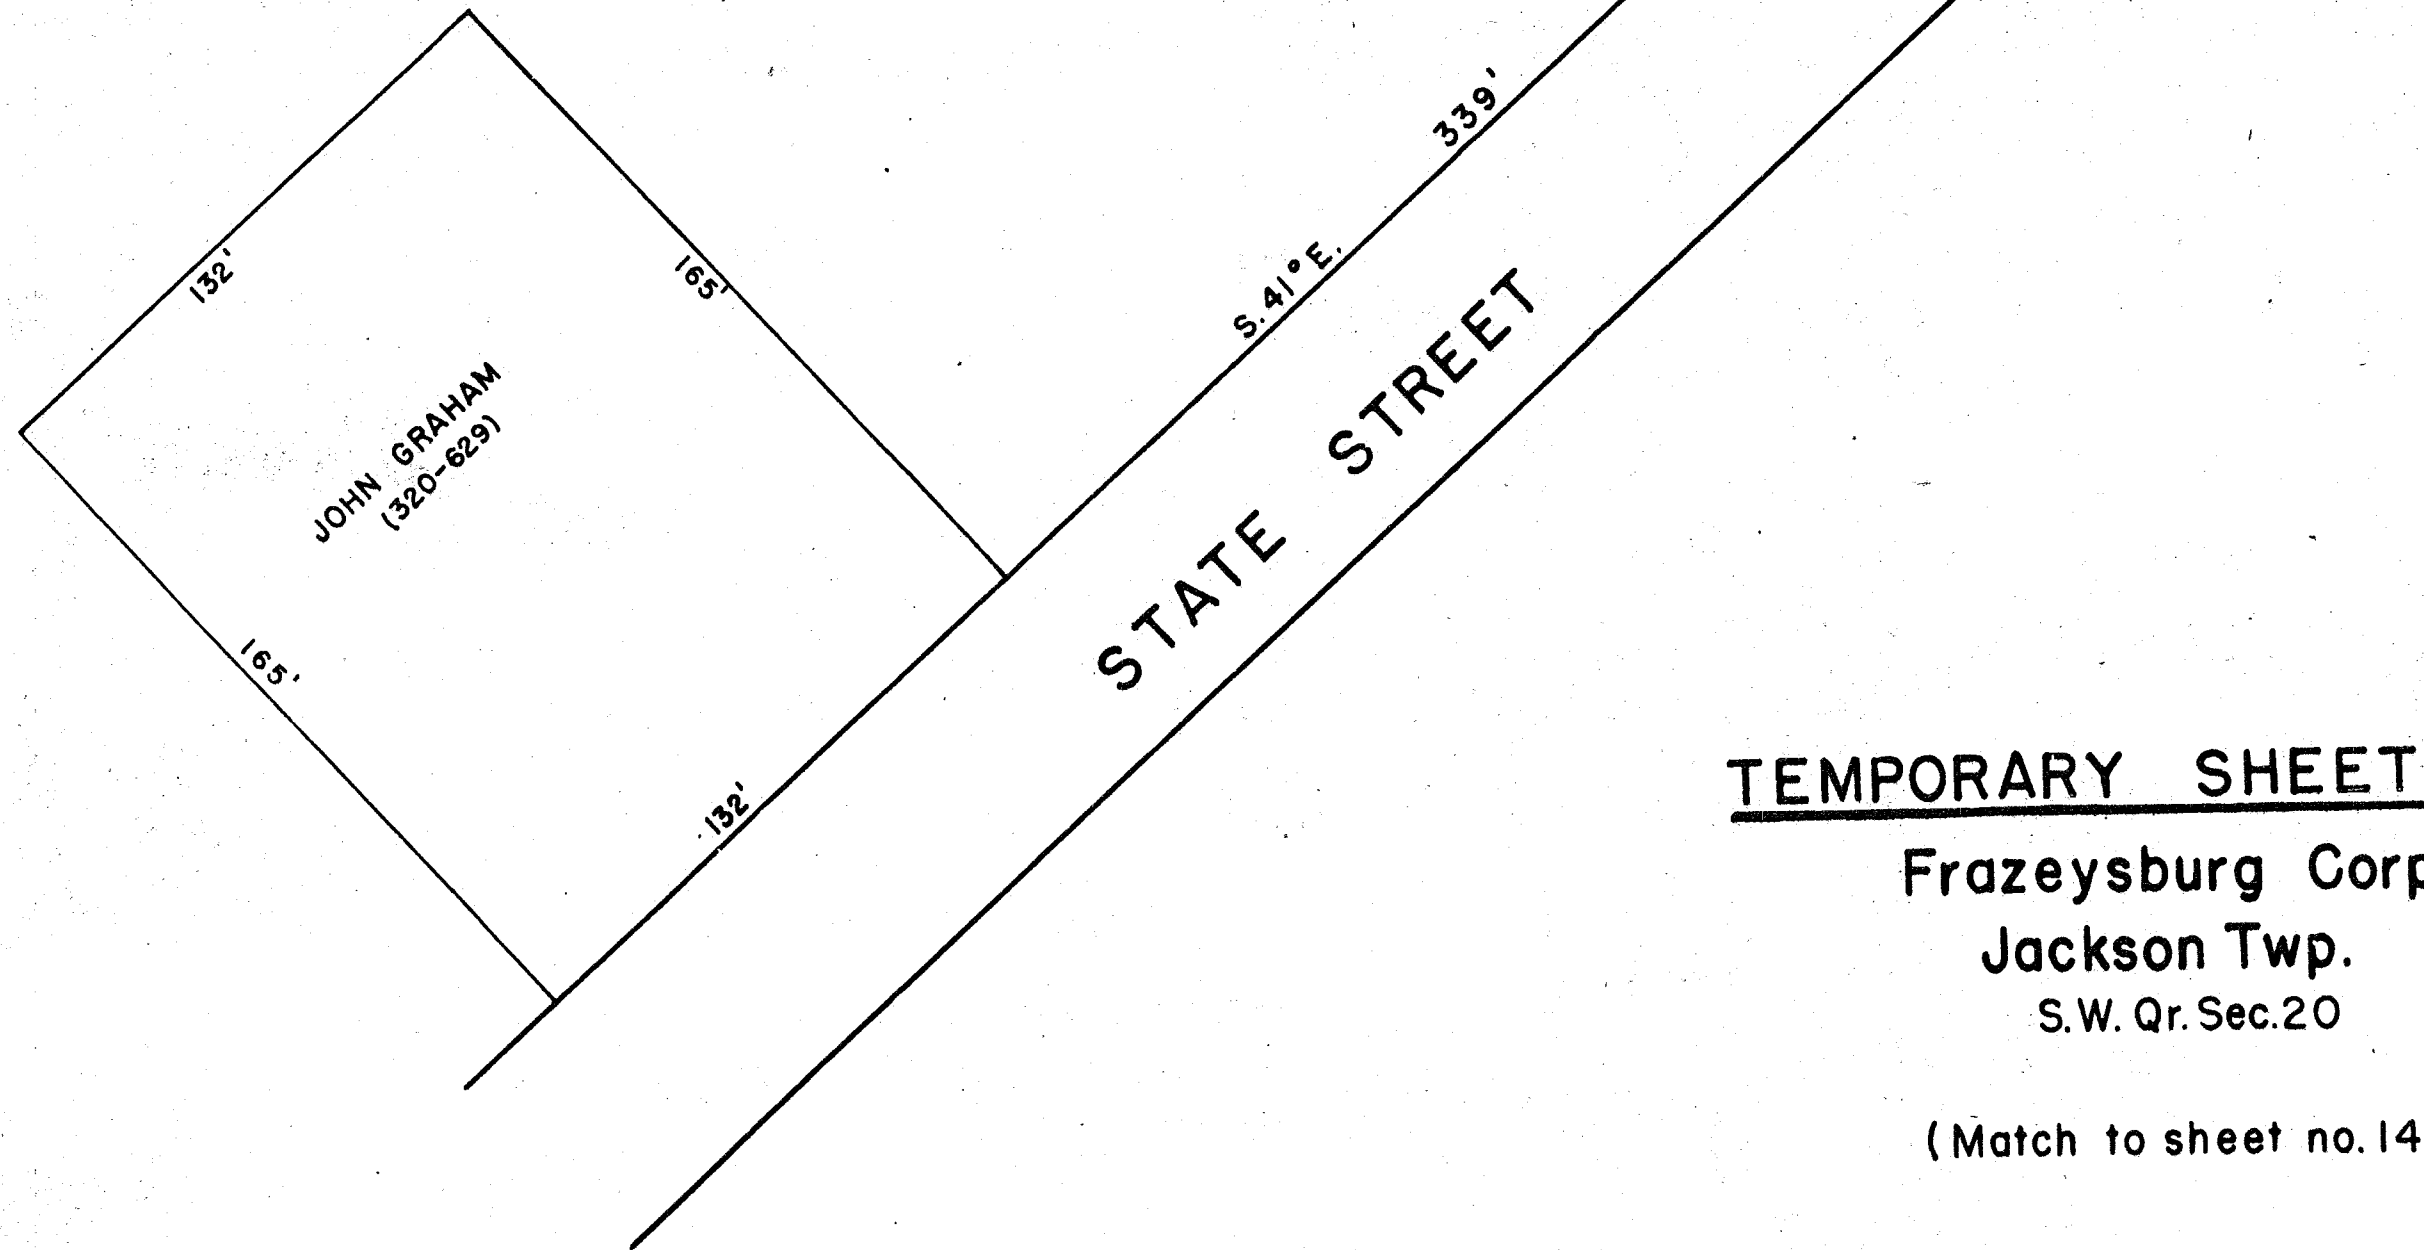 339'
132'
165'
S. 41° E.
JOHN GRAHAM
(320-629)
STATE STREET
165'
132'
TEMPORARY SHEET
Frazeysburg Corp
Jackson Twp.
S.W. Qr. Sec. 20
(Match to sheet no. 14